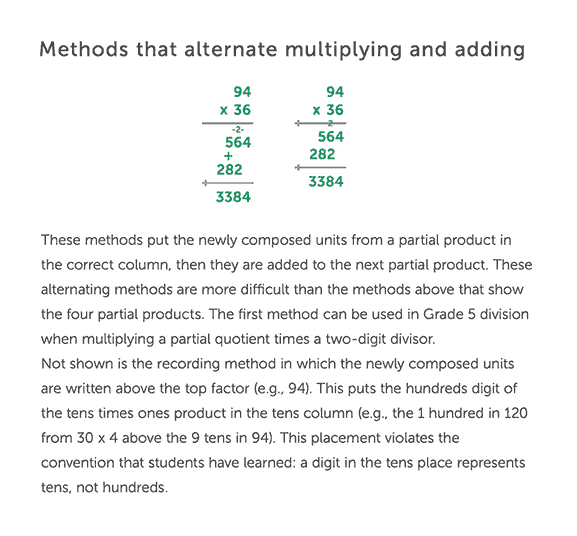 Methods that alternate multiplying and adding
94 94
x 36 x 36
-2- 2
564 564
+
282 282
3384 3384
These methods put the newly composed units from a partial product in
the correct column, then they are added to the next partial product. These
alternating methods are more difficult than the methods above that show
the four partial products. The first method can be used in Grade 5 division
when multiplying a partial quotient times a two-digit divisor.
Not shown is the recording method in which the newly composed units
are written above the top factor (e.g., 94). This puts the hundreds digit of
the tens times ones product in the tens column (e.g., the 1 hundred in 120
from 30 x 4 above the 9 tens in 94). This placement violates the
convention that students have learned: a digit in the tens place represents
tens, not hundreds.